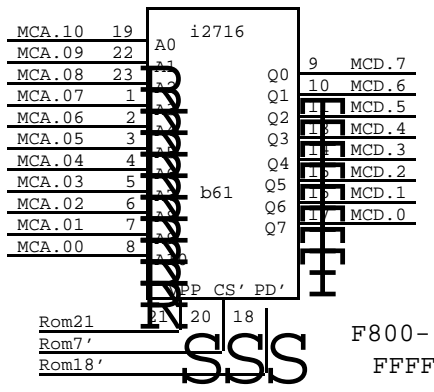 i2716
MCA.10 19 A0
MCA.09 22 A1
MCA.08 23
MCA.07 1
MCA.06 2
MCA.05 3
MCA.04 4
MCA.03 5
MCA.02 6
MCA.01 7
MCA.00 8
b61
Q0 9 MCD.7
Q1 10 MCD.6
Q2 MCD.5
Q3 MCD.4
Q4 MCD.3
Q5 MCD.2
Q6 MCD.1
Q7 MCD.0
CS' PD'
21 20 18
Rom21
Rom7'
Rom18'
SSS
F800-
FFFF